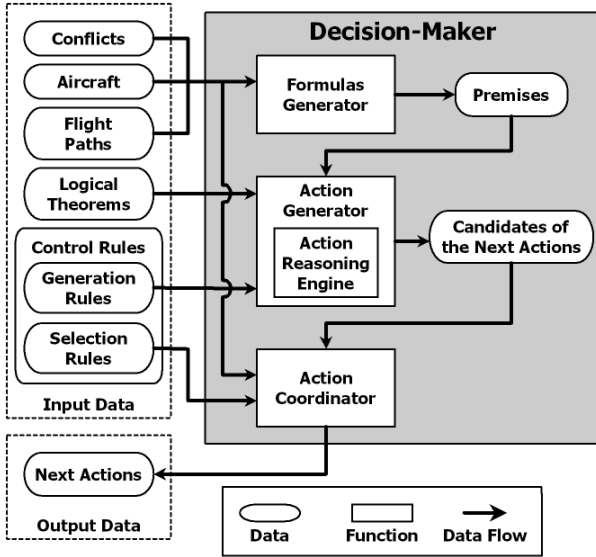 Decision-Maker
Conflicts
Aircraft
Flight
Paths
Logical
Theorems
Control Rules
Generation
Rules
Selection
Rules
Input Data
Formulas
Generator
Premises
Action
Generator
Action
Reasoning
Engine
Candidates of
the Next Actions
Action
Coordinator
Next Actions
Output Data
Data
Function
Data Flow